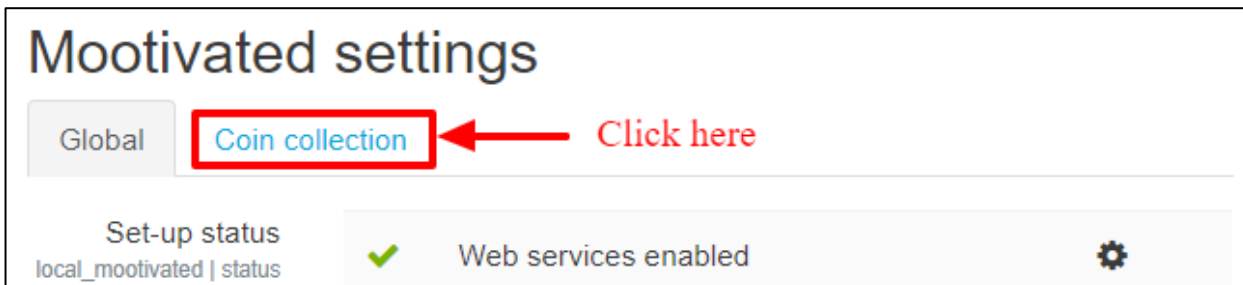 Mootivated settings
Global Coin collection Click here
Set-up status
local_mootivated | status
Web services enabled